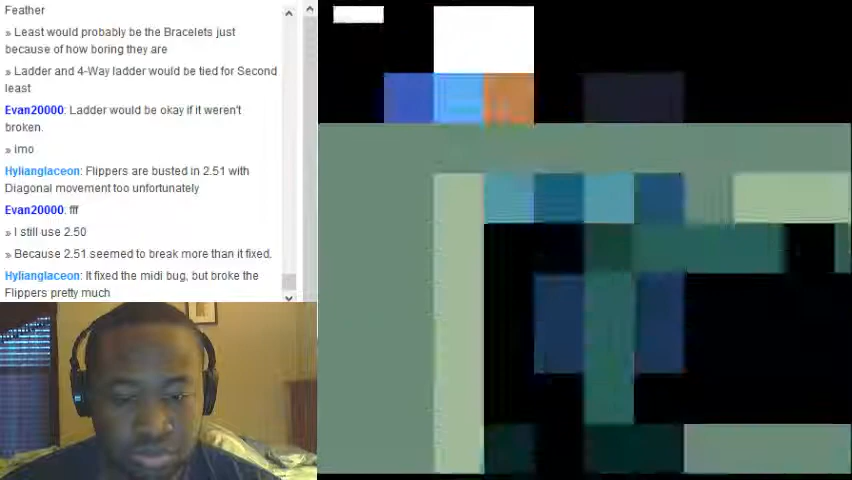 Feather
» Least would probably be the Bracelets just
because of how boring they are
» Ladder and 4-Way ladder would be tied for Second
least
Evan20000: Ladder would be okay if it weren't
broken.
» imo
Hylianglaceon: Flippers are busted in 2.51 with
Diagonal movement too unfortunately
Evan20000: fff
» I still use 2.50
» Because 2.51 seemed to break more than it fixed.
Hylianglaceon: It fixed the midi bug, but broke the
Flippers pretty much